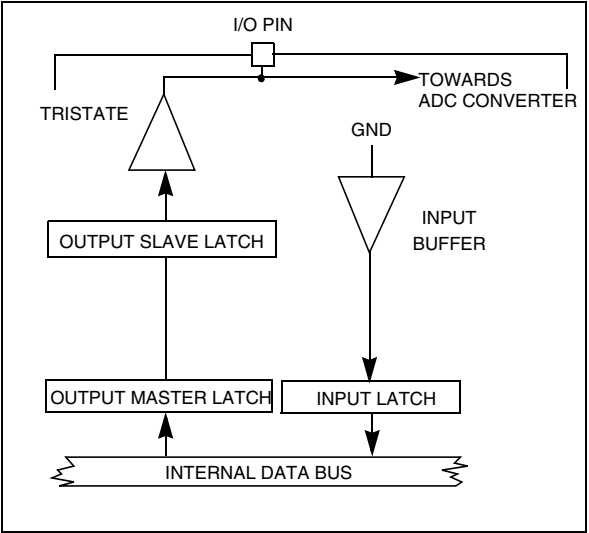 I/O PIN
TOWARDS
ADC CONVERTER
TRISTATE
GND
INPUT
BUFFER
OUTPUT SLAVE LATCH
OUTPUT MASTER LATCH
INPUT LATCH
INTERNAL DATA BUS